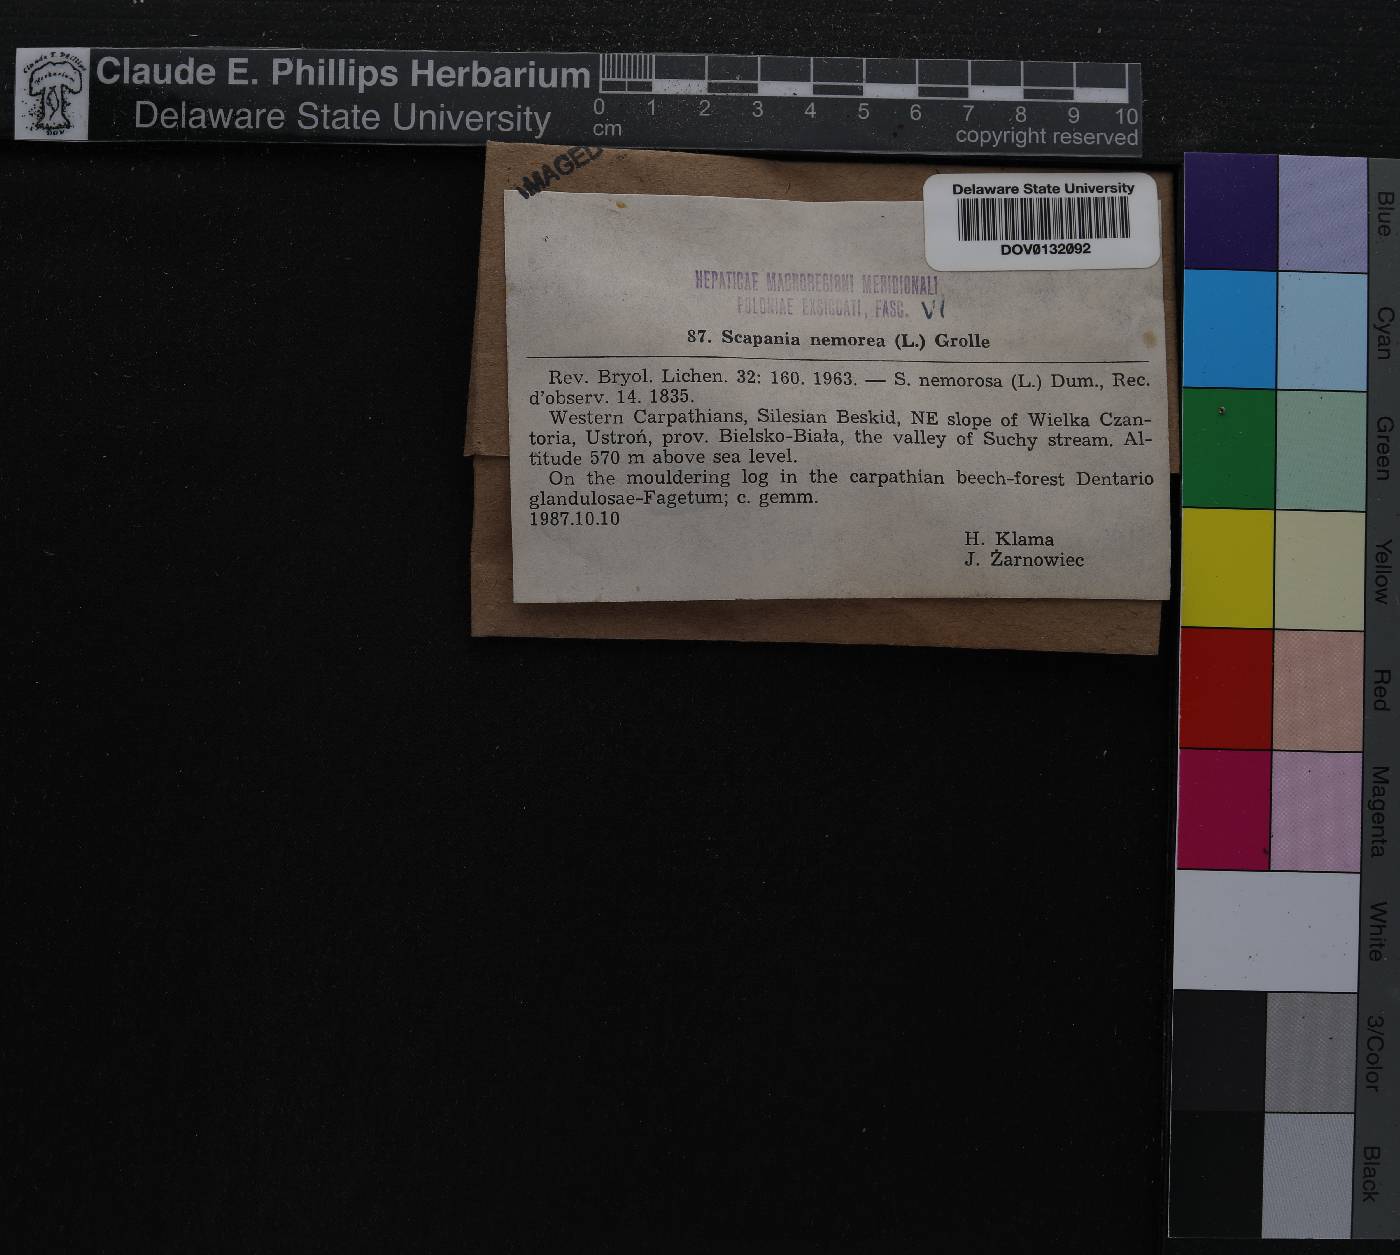 Claude E. Phillips Herbarium
Delaware State University
0 1 2 3 4 5 6 7 8 9 10
cm
copyright reserved
IMAGED
Delaware State University
DOV0132092
HEPATICAE MACROREGIONI MERIDIONALI
POLONIAE EXSICCATI, FASC. VI
87. Scapania nemorea (L.) Grolle
Rev. Bryol. Lichen. 32: 160. 1963. — S. nemorosa (L.) Dum., Rec.
d'observ. 14. 1835.
Western Carpathians, Silesian Beskid, NE slope of Wielka Czan-
toria, Ustroń, prov. Bielsko-Biała, the valley of Suchy stream. Al-
titude 570 m above sea level.
On the mouldering log in the carpathian beech-forest Dentario
glandulosae-Fagetum; c. gemm.
1987.10.10
H. Klama
J. Żarnowiec
Blue
Cyan
Green
Yellow
Red
Magenta
White
3/Color
Black